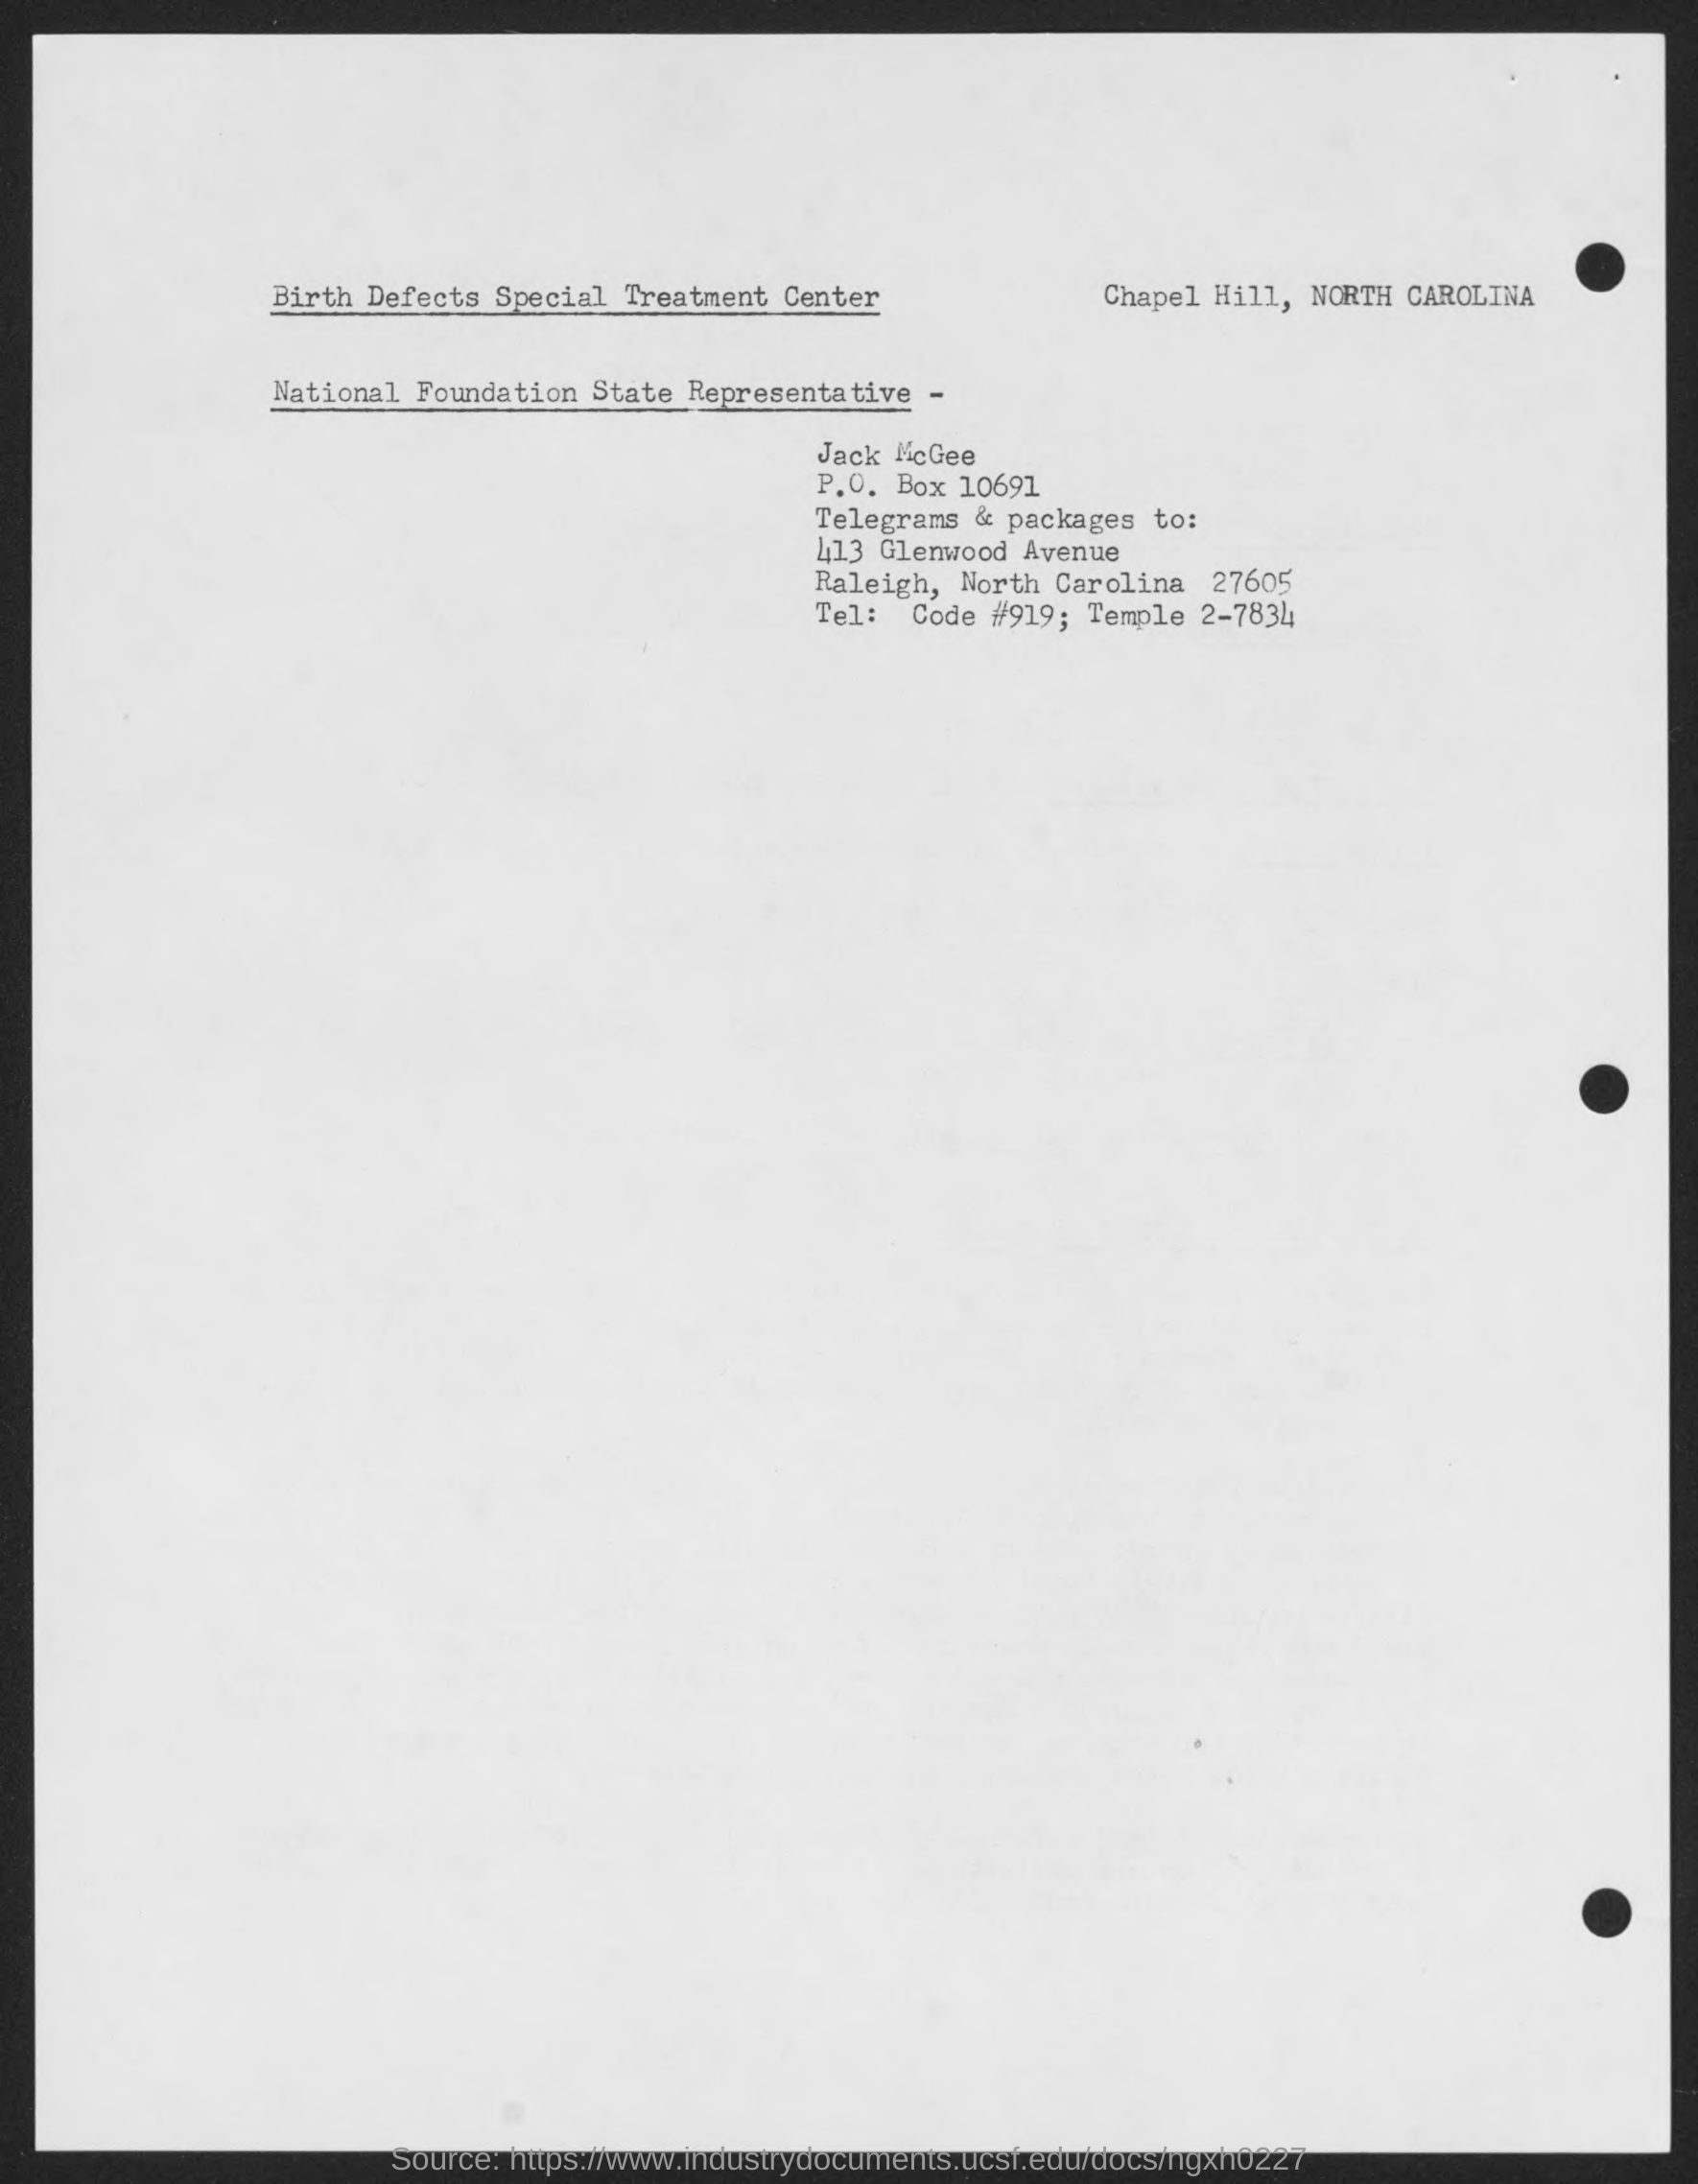 Birth Defects Special Treatment Center Chapel Hill, NORTH CAROLINA
National Foundation State Representative -
Jack McGee
P.O. Box 10691
Telegrams & packages to:
413 Glenwood Avenue
Raleigh, North Carolina 27605
Tel: Code #919; Temple 2-7834
Source: https://www.industrydocuments.ucsf.edu/docs/ngxh0227